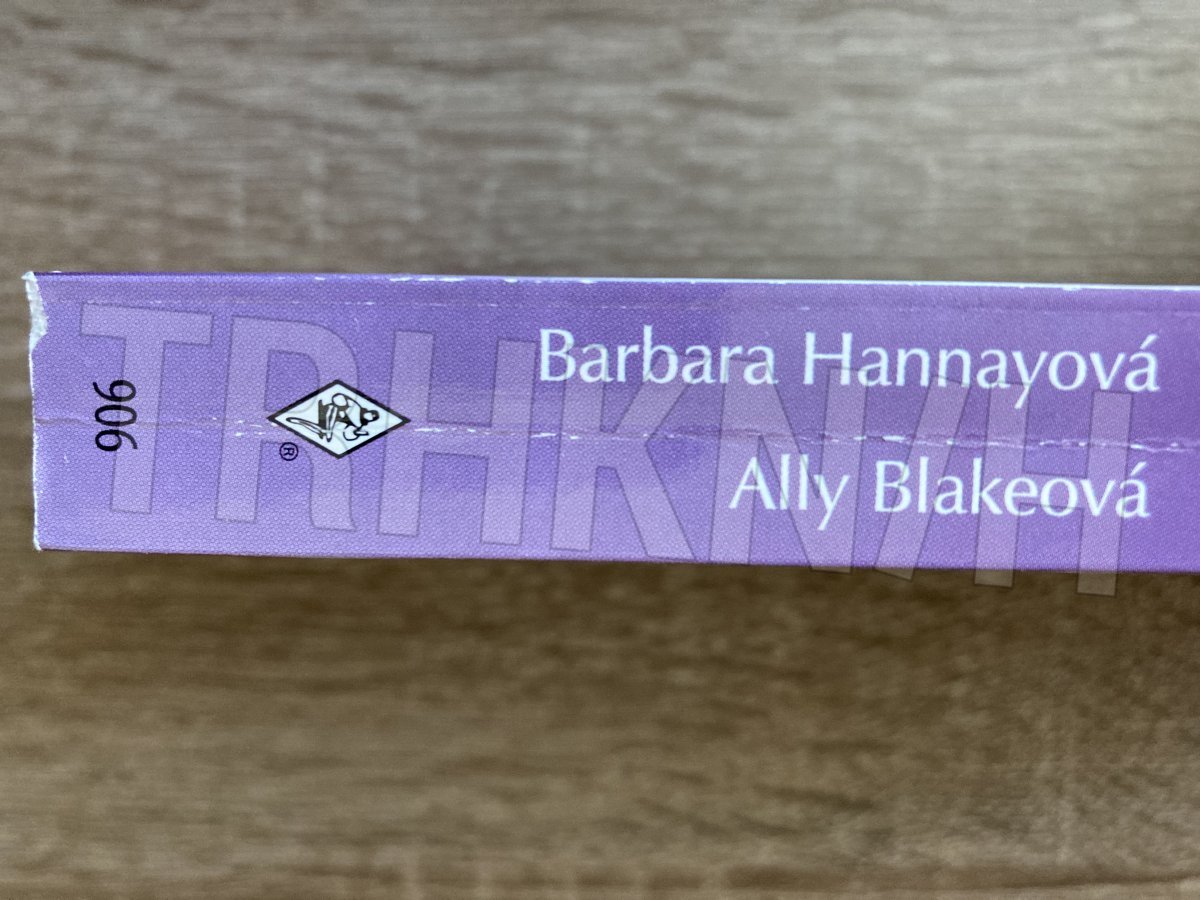 906
®
Barbara Hannayová
Ally Blakeová
TRHKNIH